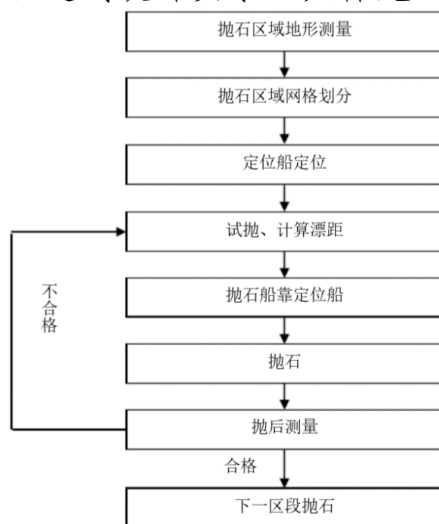 抛石区域地形测量
抛石区域网格划分
定位船定位
试抛、计算漂距
抛石船靠定位船
不合格
抛石
抛后测量
合格
下一区段抛石